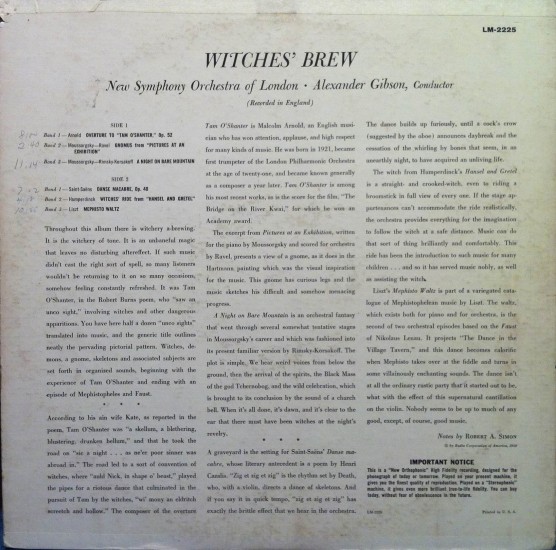 LM-2225
WITCHES' BREW
New Symphony Orchestra of London · Alexander Gibson, Conductor
(Recorded in England)
SIDE 1
Band 1—Arnold OVERTURE TO "TAM O'SHANTER," Op. 52
Band 2—Moussorgsky—Ravel GNOMUS from "PICTURES AT AN
EXHIBITION"
Band 3—Moussorgsky—Rimsky-Korsakoff A NIGHT ON BARE MOUNTAIN
SIDE 2
Band 1—Saint-Saëns DANSE MACABRE, Op. 40
Band 2—Humperdinck WITCHES' RIDE from "HANSEL AND GRETEL"
Band 3—Liszt MEPHISTO WALTZ
Throughout this album there is witchery a-brewing.
It is the witchery of tone. It is an unbaneful magic
that leaves no disturbing aftereffect. If such music
didn't cast the right sort of spell, so many listeners
wouldn't be returning to it on so many occasions,
somehow feeling constantly refreshed. It was Tam
O'Shanter, in the Robert Burns poem, who "saw an
unco sight," involving witches and other dangerous
apparitions. You have here half a dozen "unco sights"
translated into music, and the generic title outlines
neatly the pervading pictorial pattern. Witches, de-
mons, a gnome, skeletons and associated subjects are
set forth in organized sounds, beginning with the
experience of Tam O'Shanter and ending with an
episode of Mephistopheles and Faust.
• • •
According to his ain wife Kate, as reported in the
poem, Tam O'Shanter was "a skellum, a blethering,
blustering, drunken bellum," and that he took the
road on "sic a night . . . as ne'er poor sinner was
abroad in." The road led to a sort of convention of
witches, where "auld Nick, in shape o' beast," played
the pipes for a riotous dance that culminated in the
pursuit of Tam by the witches, "wi' mony an eldritch
screetch and hollow." The composer of the overture
Tam O'Shanter is Malcolm Arnold, an English musi-
cian who has won attention, applause, and high respect
for many kinds of music. He was born in 1921, became
first trumpeter of the London Philharmonic Orchestra
at the age of twenty-one, and became known generally
as a composer a year later. Tam O'Shanter is among
his most recent works, as is the score for the film, "The
Bridge on the River Kwai," for which he won an
Academy award.
The excerpt from Pictures at an Exhibition, written
for the piano by Moussorgsky and scored for orchestra
by Ravel, presents a view of a gnome, as it does in the
Hartmann painting which was the visual inspiration
for the music. This gnome has curious legs and the
music sketches his difficult and somehow menacing
progress.
A Night on Bare Mountain is an orchestral fantasy
that went through several somewhat tentative stages
in Moussorgsky's career and which was fashioned into
its present familiar version by Rimsky-Korsakoff. The
plot is simple. We hear weird voices from below the
ground, then the arrival of the spirits, the Black Mass
of the god Tchernobog, and the wild celebration, which
is brought to its conclusion by the sound of a church
bell. When it's all done, it's dawn, and it's clear to the
ear that there must have been witches at the night's
revelry.
• • •
A graveyard is the setting for Saint-Saëns' Danse ma-
cabre, whose literary antecedent is a poem by Henri
Cazalis. "Zig et zig et zig" is the rhythm set by Death,
who, with a violin, directs a dance of skeletons. And
if you say it in quick tempo, "zig et zig et zig" has
exactly the brittle effect that we hear in the orchestra.
The dance builds up furiously, until a cock's crow
(suggested by the oboe) announces daybreak and the
cessation of the whirling by bones that seem, in an
unearthly night, to have acquired an unliving life.
The witch from Humperdinck's Hansel and Gretel
is a straight- and crooked-witch, even to riding a
broomstick in full view of every one. If the stage ap-
purtenances can't accommodate the ride realistically,
the orchestra provides everything for the imagination
to follow the witch at a safe distance. Music can do
that sort of thing brilliantly and comfortably. This
ride has been the introduction to such music for many
children . . . and so it has served music nobly, as well
as assisting the witch.
Liszt's Mephisto Waltz is part of a variegated cata-
logue of Mephistophelean music by Liszt. The waltz,
which exists both for piano and for orchestra, is the
second of two orchestral episodes based on the Faust
of Nikolaus Lenau. It projects "The Dance in the
Village Tavern," and this dance becomes eulerite
when Mephisto takes over at the fiddle and turns in
some villainously enchanting sounds. The dance isn't
at all the ordinary rustic party that it started out to be,
what with the effect of this supernatural cantillation
on the violin. Nobody seems to be up to much of any
good, except, of course, good music.
Notes by ROBERT A. SIMON
© by Radio Corporation of America, 1958
IMPORTANT NOTICE
This is a "New Orthophonic" High Fidelity recording, designed for the
phonograph of today or tomorrow. Played on your present machine, it
gives you the finest quality of reproduction. Played on a "Stereophonic"
machine, it gives even more brilliant, true-to-life fidelity. You can buy
today, without fear of obsolescence in the future.
LM-2225
Printed in U. S. A.